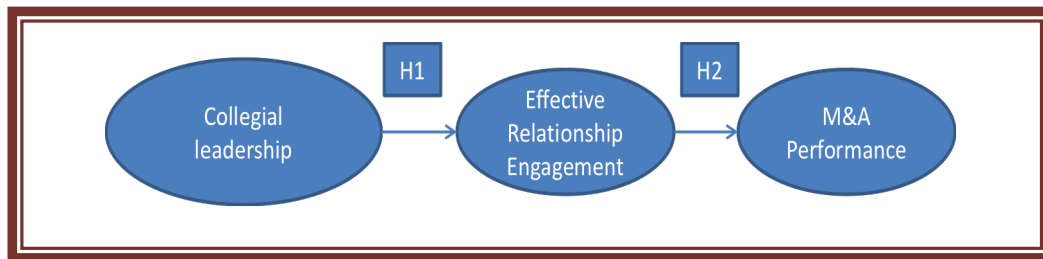 H1
H2
Collegial
leadership
Effective
Relationship
Engagement
M&A
Performance